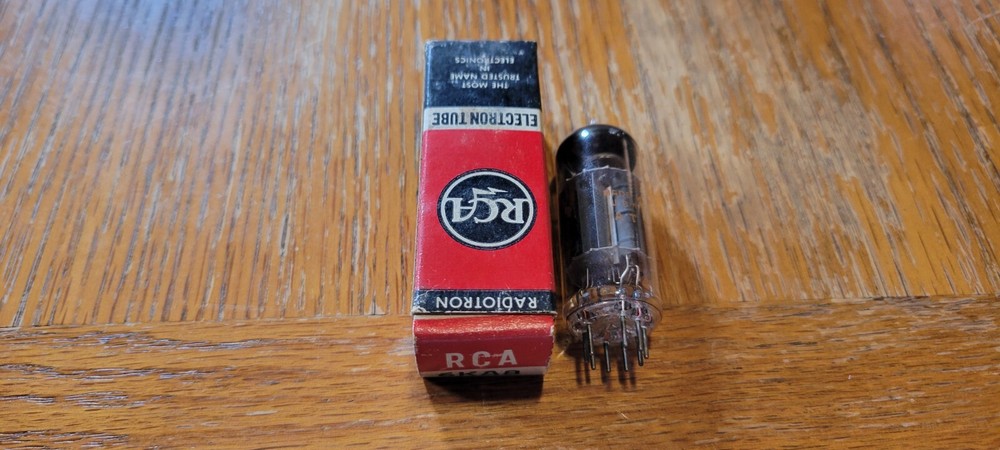 RADIOTRON
RCA
ELECTRON TUBE
THE MOST
TRUSTED NAME
IN
ELECTRONICS
RCA